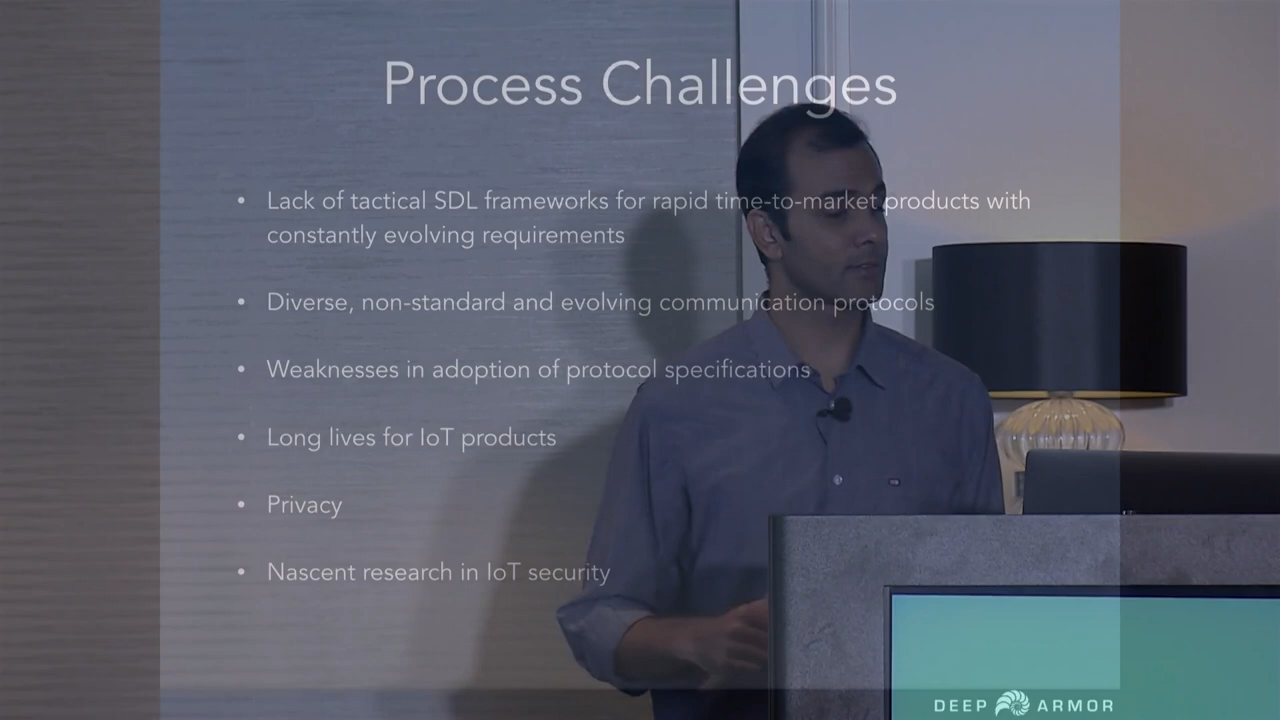 Process Challenges
• Lack of tactical SDL frameworks for rapid time-to-market products with
constantly evolving requirements
• Diverse, non-standard and evolving communication protocols
• Weaknesses in adoption of protocol specifications
• Long lives for IoT products
• Privacy
• Nascent research in IoT security
DEEP ARMOR